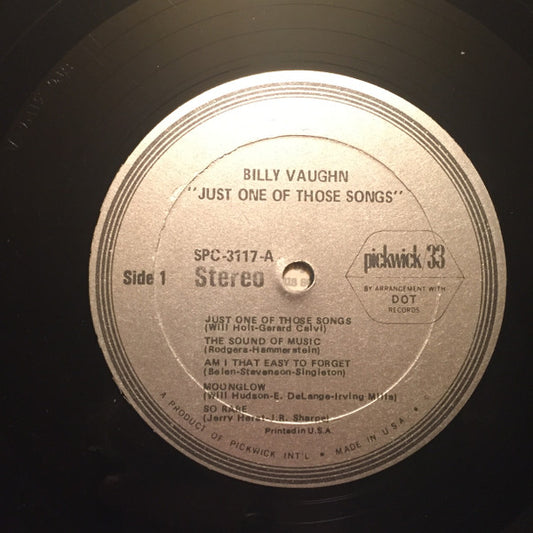 BILLY VAUGHN
"JUST ONE OF THOSE SONGS"
SPC-3117-A
Side 1 Stereo
pickwick 33
BY ARRANGEMENT WITH
DOT
RECORDS
JUST ONE OF THOSE SONGS
(Will Holt-Gerard Calvi)
THE SOUND OF MUSIC
(Rodgers-Hammerstein)
AM I THAT EASY TO FORGET
(Belen-Stevenson-Singleton)
MOONGLOW
(Will Hudson-E. DeLange-Irving Mills)
SO RARE
(Jerry Herst-J.R. Sharpe)
Printed in U.S.A.
A PRODUCT OF PICKWICK INT'L • MADE IN U.S.A. •